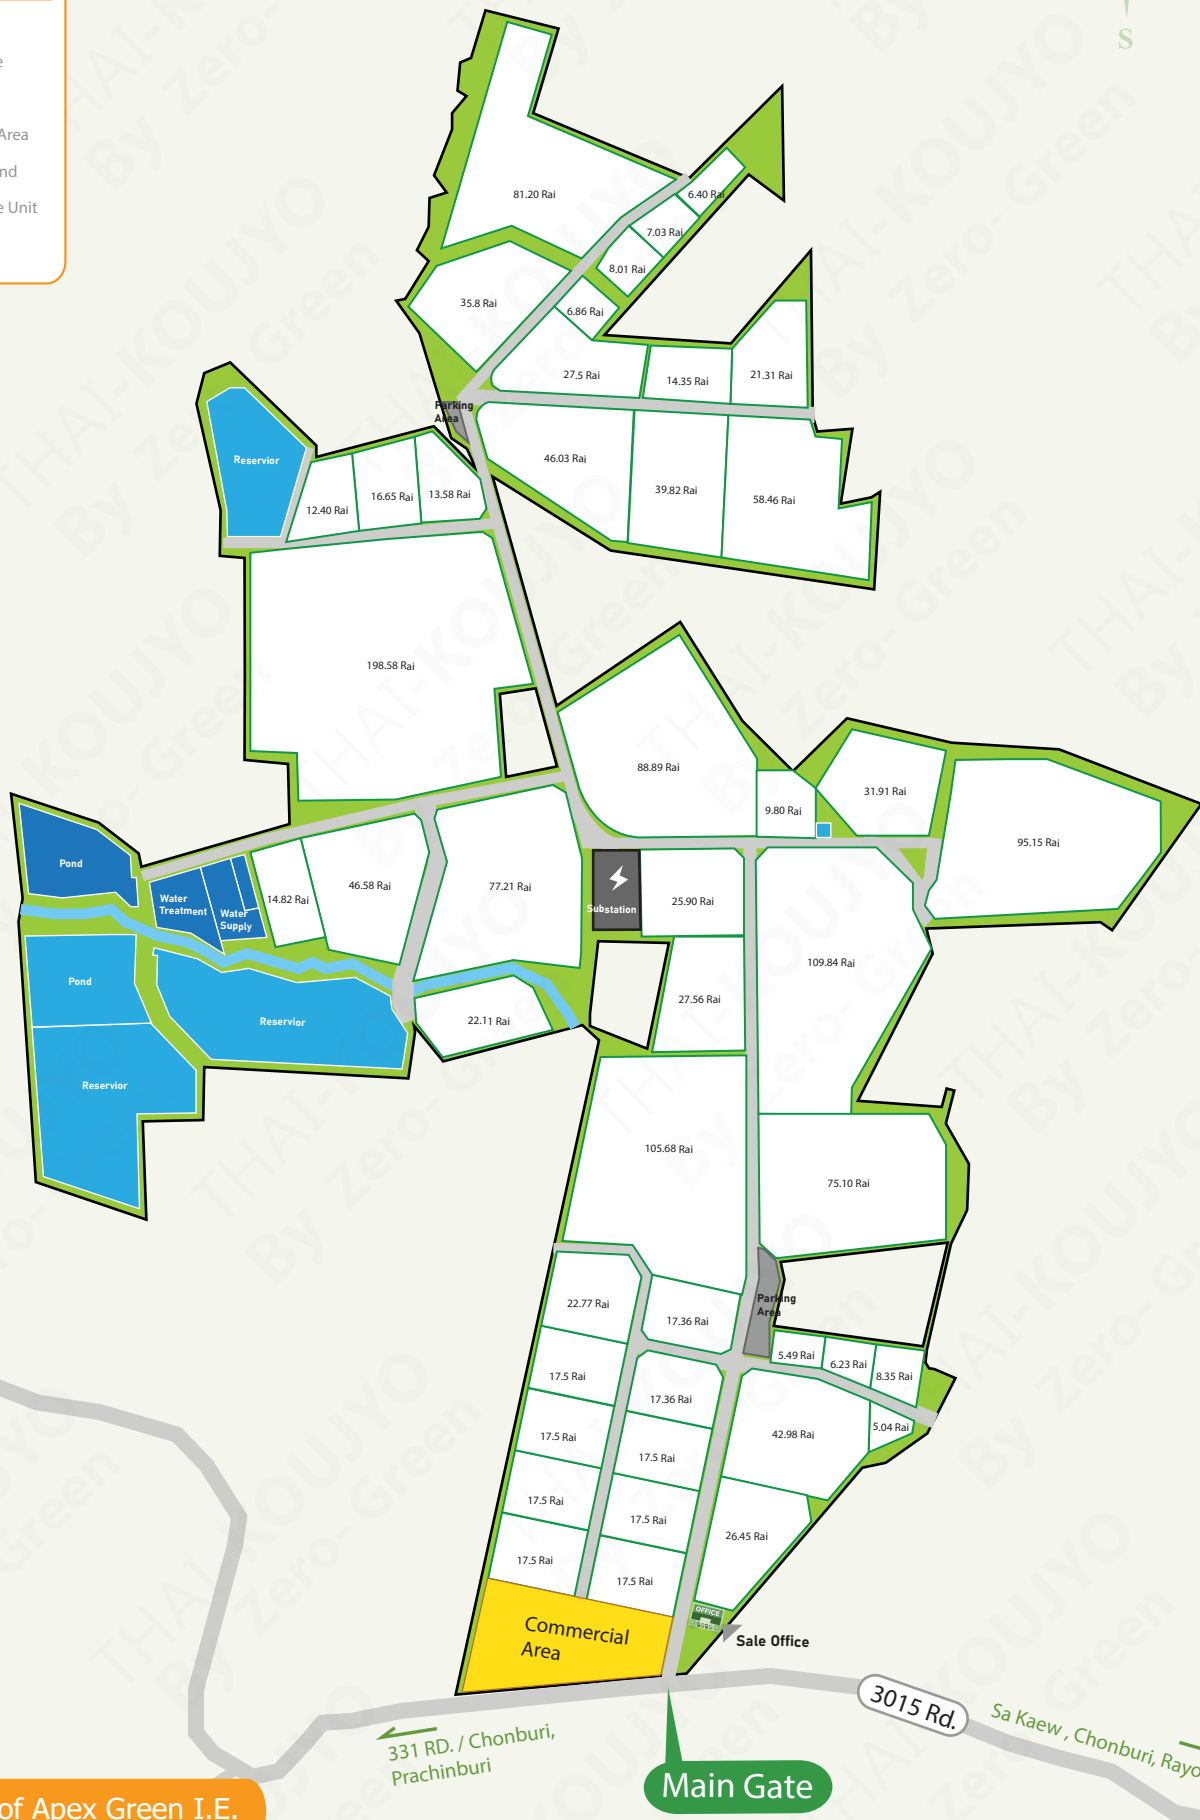 S
e
Area
nd
e Unit
81.20 Rai
6.40 Rai
7.03 Rai
8.01 Rai
35.8 Rai
6.86 Rai
27.5 Rai
14.35 Rai
21.31 Rai
Parking
Area
46.03 Rai
39.82 Rai
58.46 Rai
Reservior
12.40 Rai
16.65 Rai
13.58 Rai
198.58 Rai
88.89 Rai
9.80 Rai
31.91 Rai
95.15 Rai
Pond
Water
Treatment
Water
Supply
14.82 Rai
46.58 Rai
77.21 Rai
Substation
25.90 Rai
109.84 Rai
27.56 Rai
Pond
Reservior
22.11 Rai
Reservior
105.68 Rai
75.10 Rai
22.77 Rai
17.36 Rai
Parking
Area
5.49 Rai
6.23 Rai
8.35 Rai
17.5 Rai
17.36 Rai
5.04 Rai
42.98 Rai
17.5 Rai
17.5 Rai
17.5 Rai
17.5 Rai
26.45 Rai
17.5 Rai
17.5 Rai
OFFICE
Commercial
Area
Sale Office
3015 Rd.
331 RD. / Chonburi,
Prachinburi
Sa Kaew , Chonburi, Rayo
Main Gate
of Apex Green I.E.
THAI-KOUJYO
By Zero- Green